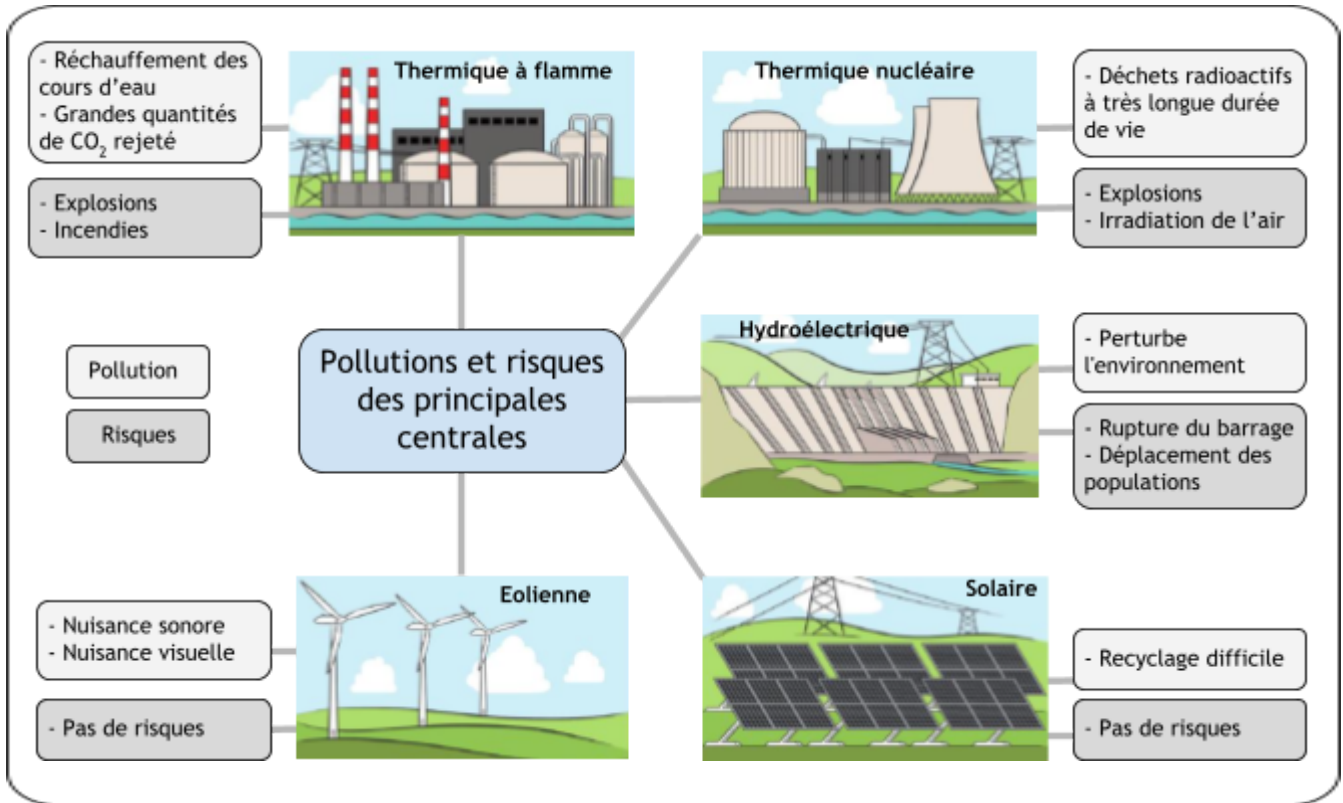 - Réchauffement des
cours d'eau
- Grandes quantités
de CO₂ rejeté
- Explosions
- Incendies
Thermique à flamme
Thermique nucléaire
- Déchets radioactifs
à très longue durée
de vie
- Explosions
- Irradiation de l'air
Pollution
Risques
Pollutions et risques
des principales
centrales
Hydroélectrique
- Perturbe
l'environnement
- Rupture du barrage
- Déplacement des
populations
- Nuisance sonore
- Nuisance visuelle
- Pas de risques
Eolienne
Solaire
- Recyclage difficile
- Pas de risques